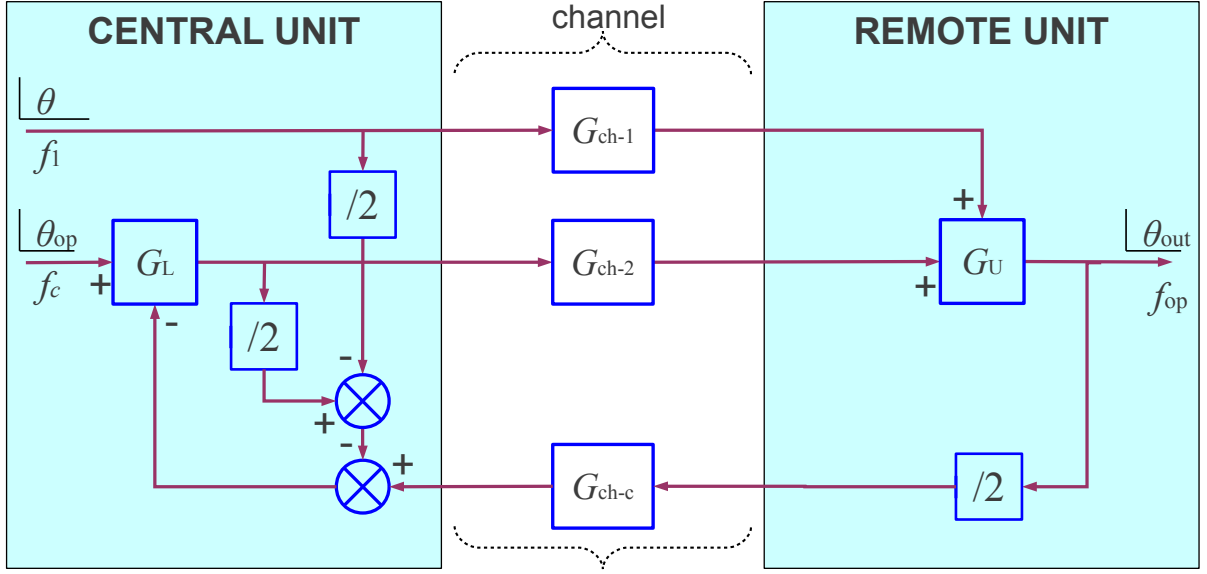 channel
CENTRAL UNIT
REMOTE UNIT
θ
f1
Gch-1
/2
+
θop
fc
+
GL
-
Gch-2
+
GU
θout
fop
/2
-
+
-
+
Gch-c
/2